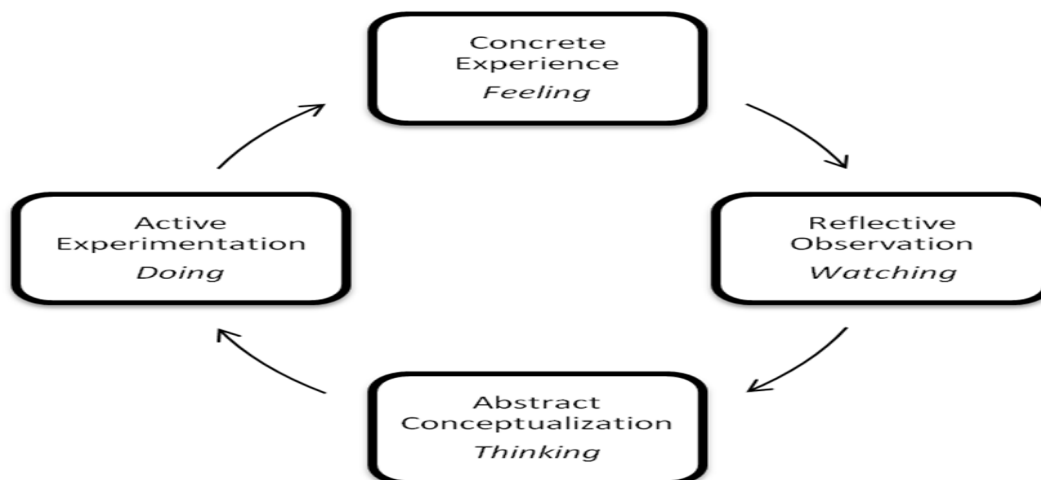 Concrete
Experience
Feeling
Active
Experimentation
Doing
Reflective
Observation
Watching
Abstract
Conceptualization
Thinking